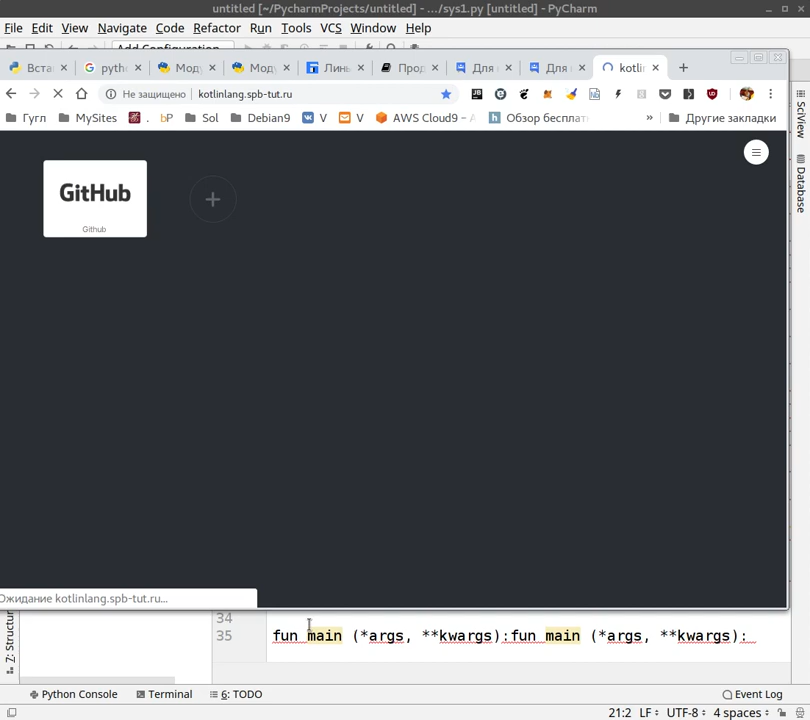 untitled [~/PycharmProjects/untitled] - .../sys1.py [untitled] - PyCharm
File Edit View Navigate Code Refactor Run Tools VCS Window Help
Add Configuration...
Вста pyth Моду Моду Линь Прод Для Для kotlin
Не защищено kotlinlang.spb-tut.ru
Гугл MySites . bP Sol Debian9 V V AWS Cloud9 - Обзор бесплат » Другие закладки
SciView
Database
GitHub
Github
Ожидание kotlinlang.spb-tut.ru...
34
35 fun main (*args, **kwargs):fun main (*args, **kwargs):
Z: Structur
Python Console Terminal 6: TODO Event Log
21:2 LF UTF-8 4 spaces